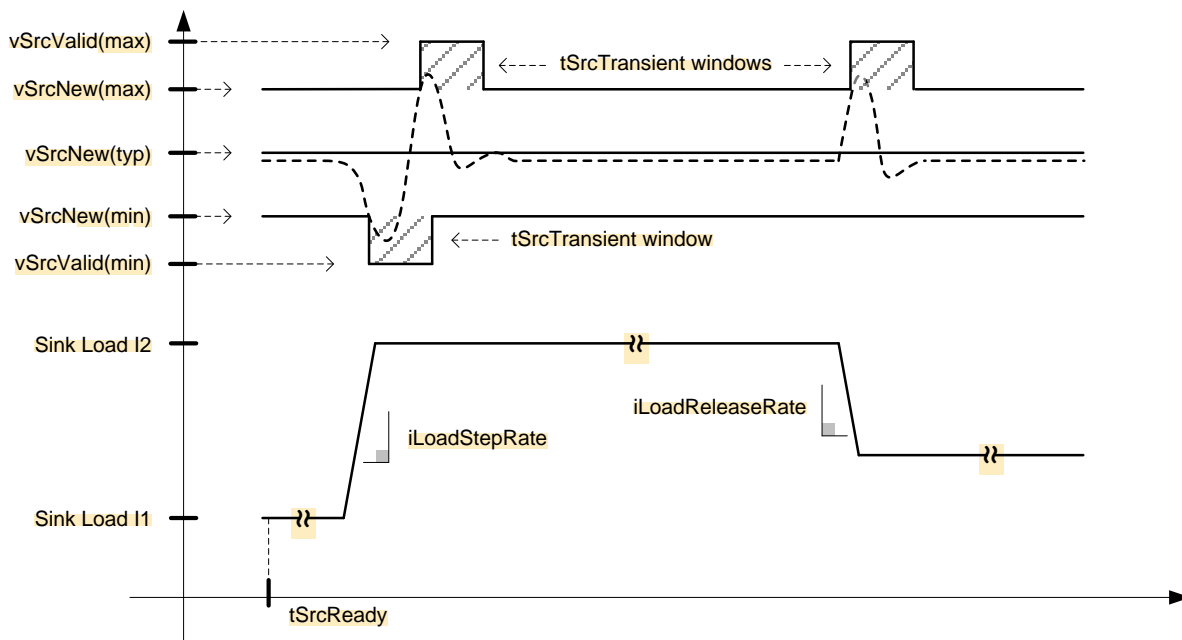 vSrcValid(max)
tSrcTransient windows
vSrcNew(max)
vSrcNew(typ)
vSrcNew(min)
tSrcTransient window
vSrcValid(min)
Sink Load I2
iLoadReleaseRate
iLoadStepRate
Sink Load I1
tSrcReady